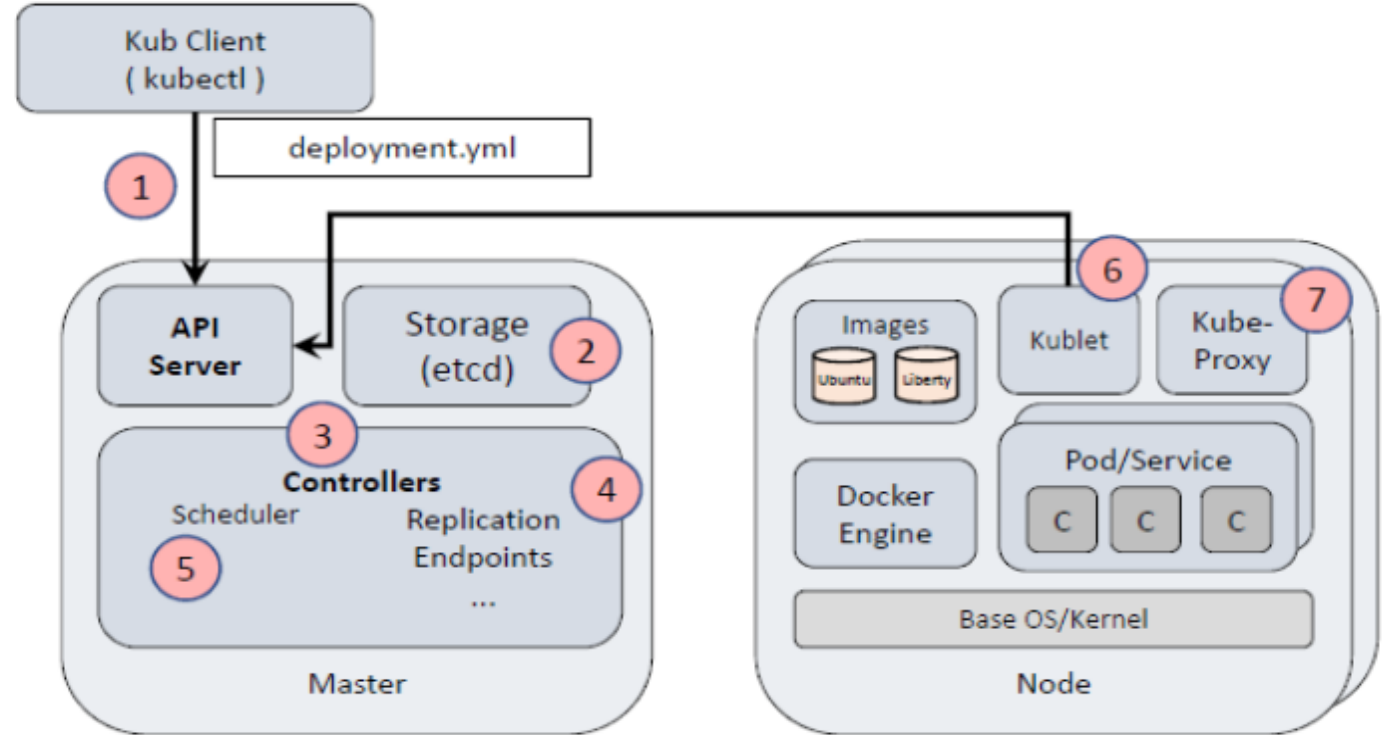 Kub Client
( kubectl )
deployment.yml
1
API
Server
Storage
(etcd)
2
3
Controllers
4
Scheduler
Replication
Endpoints
...
5
Master
6
7
Images
Ubuntu
Liberty
Kublet
Kube-
Proxy
Docker
Engine
Pod/Service
C
C
C
Base OS/Kernel
Node